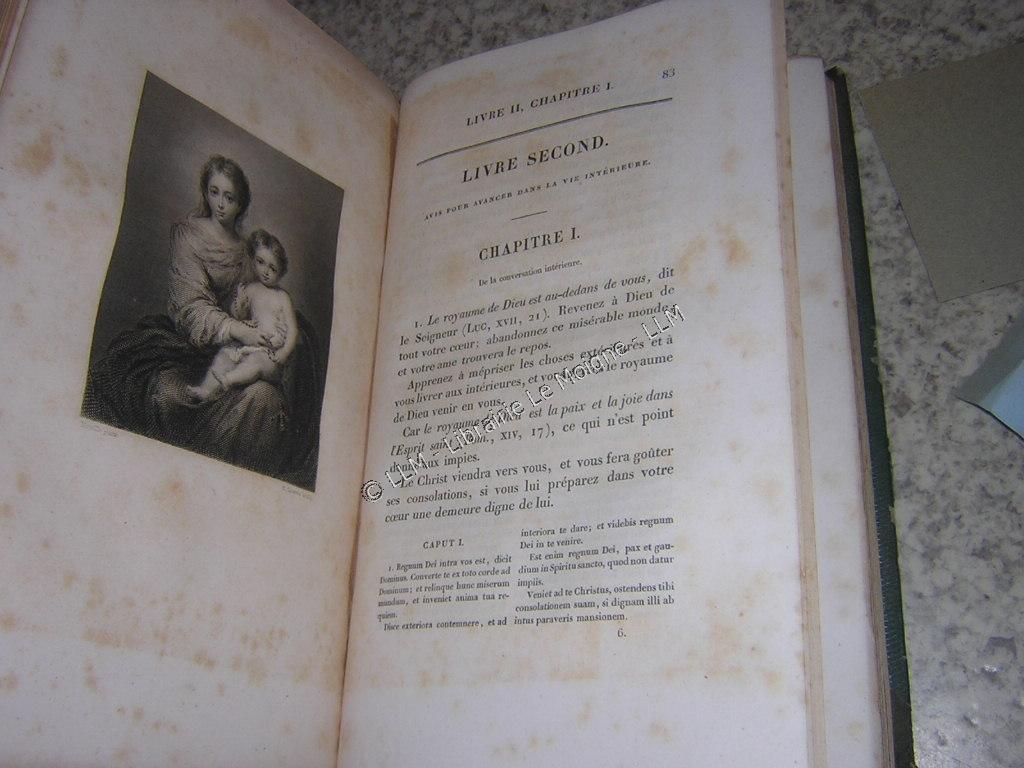 LIVRE II, CHAPITRE I.
83
LIVRE SECOND.
AVIS POUR AVANCER DANS LA VIE INTÉRIEURE.
CHAPITRE I.
De la conversation intérieure.
1. Le royaume de Dieu est au-dedans de vous, dit
le Seigneur (LUC, XVII, 21). Revenez à Dieu de
tout votre cœur; abandonnez ce misérable monde,
et votre ame trouvera le repos.
Apprenez à mépriser les choses extérieures et à
vous livrer aux intérieures, et le royaume
de Dieu venir en vous.
Car le royaume de Dieu est la paix et la joie dans
l'Esprit saint XIV, 17), ce qui n'est point
aux impies.
Le Christ viendra vers vous, et vous fera goûter
ses consolations, si vous lui préparez dans votre
cœur une demeure digne de lui.
CAPUT I.
1. Regnum Dei intra vos est, dicit
Dominus. Converte te ex toto corde ad
Dominum; et relinque hunc miserum
mundum, et inveniet anima tua re-
quiem.
Disce exteriora contemnere, et ad
interiora te dare; et videbis regnum
Dei in te venire.
Est enim regnum Dei, pax et gau-
dium in Spiritu sancto, quod non datur
impiis.
Veniet ad te Christus, ostendens tibi
consolationem suam, si dignam illi ab
intus paraveris mansionem.
6.
© LLM - Librairie Le Moigne - LLM